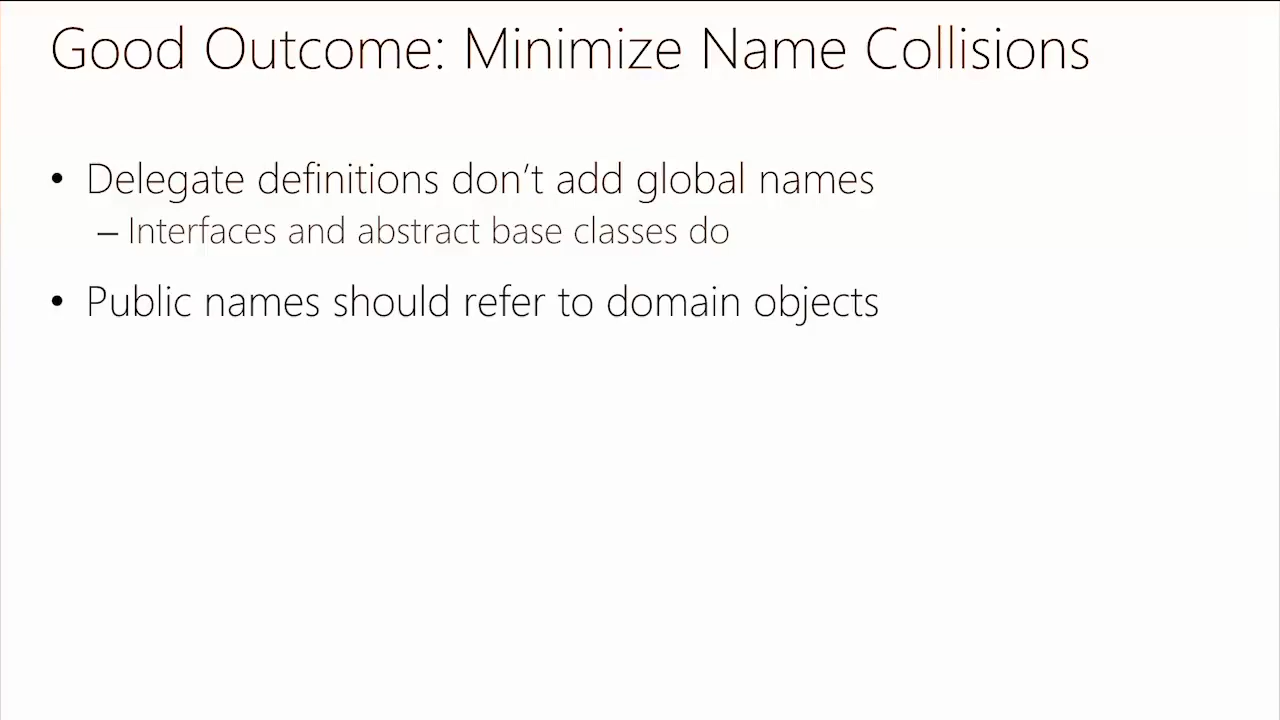 Good Outcome: Minimize Name Collisions
• Delegate definitions don’t add global names
– Interfaces and abstract base classes do
• Public names should refer to domain objects